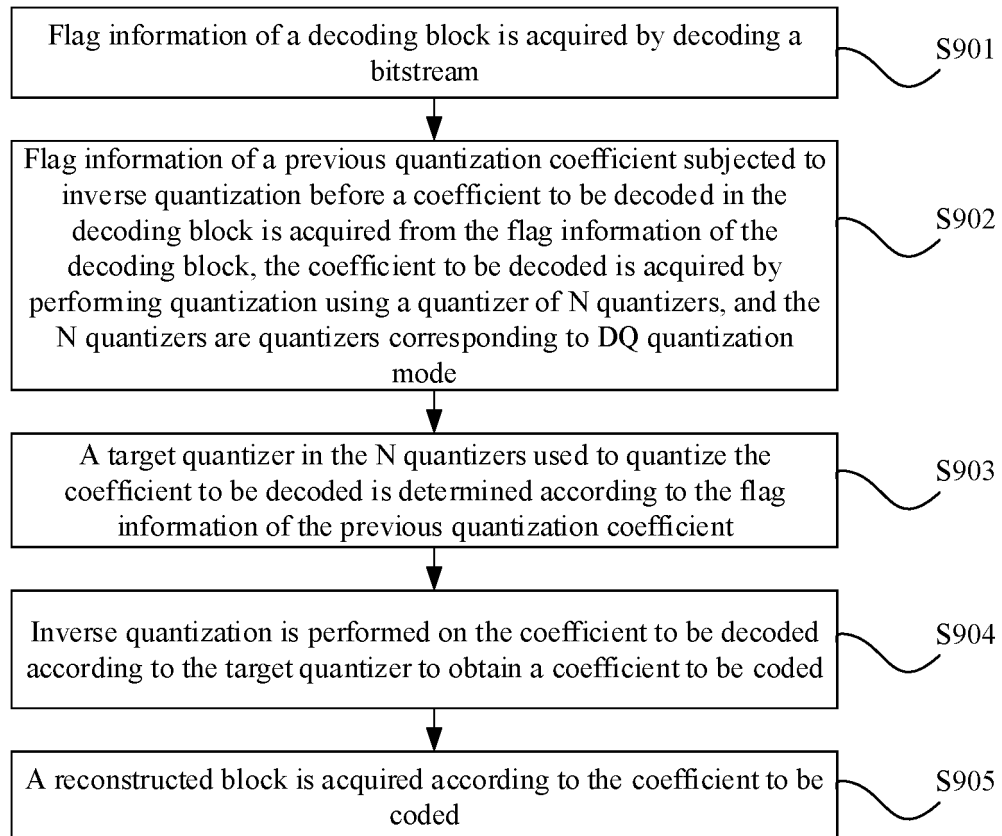 Flag information of a decoding block is acquired by decoding a
bitstream
S901
Flag information of a previous quantization coefficient subjected to
inverse quantization before a coefficient to be decoded in the
decoding block is acquired from the flag information of the
decoding block, the coefficient to be decoded is acquired by
performing quantization using a quantizer of N quantizers, and the
N quantizers are quantizers corresponding to DQ quantization
mode
S902
A target quantizer in the N quantizers used to quantize the
coefficient to be decoded is determined according to the flag
information of the previous quantization coefficient
S903
Inverse quantization is performed on the coefficient to be decoded
according to the target quantizer to obtain a coefficient to be coded
S904
A reconstructed block is acquired according to the coefficient to be
coded
S905